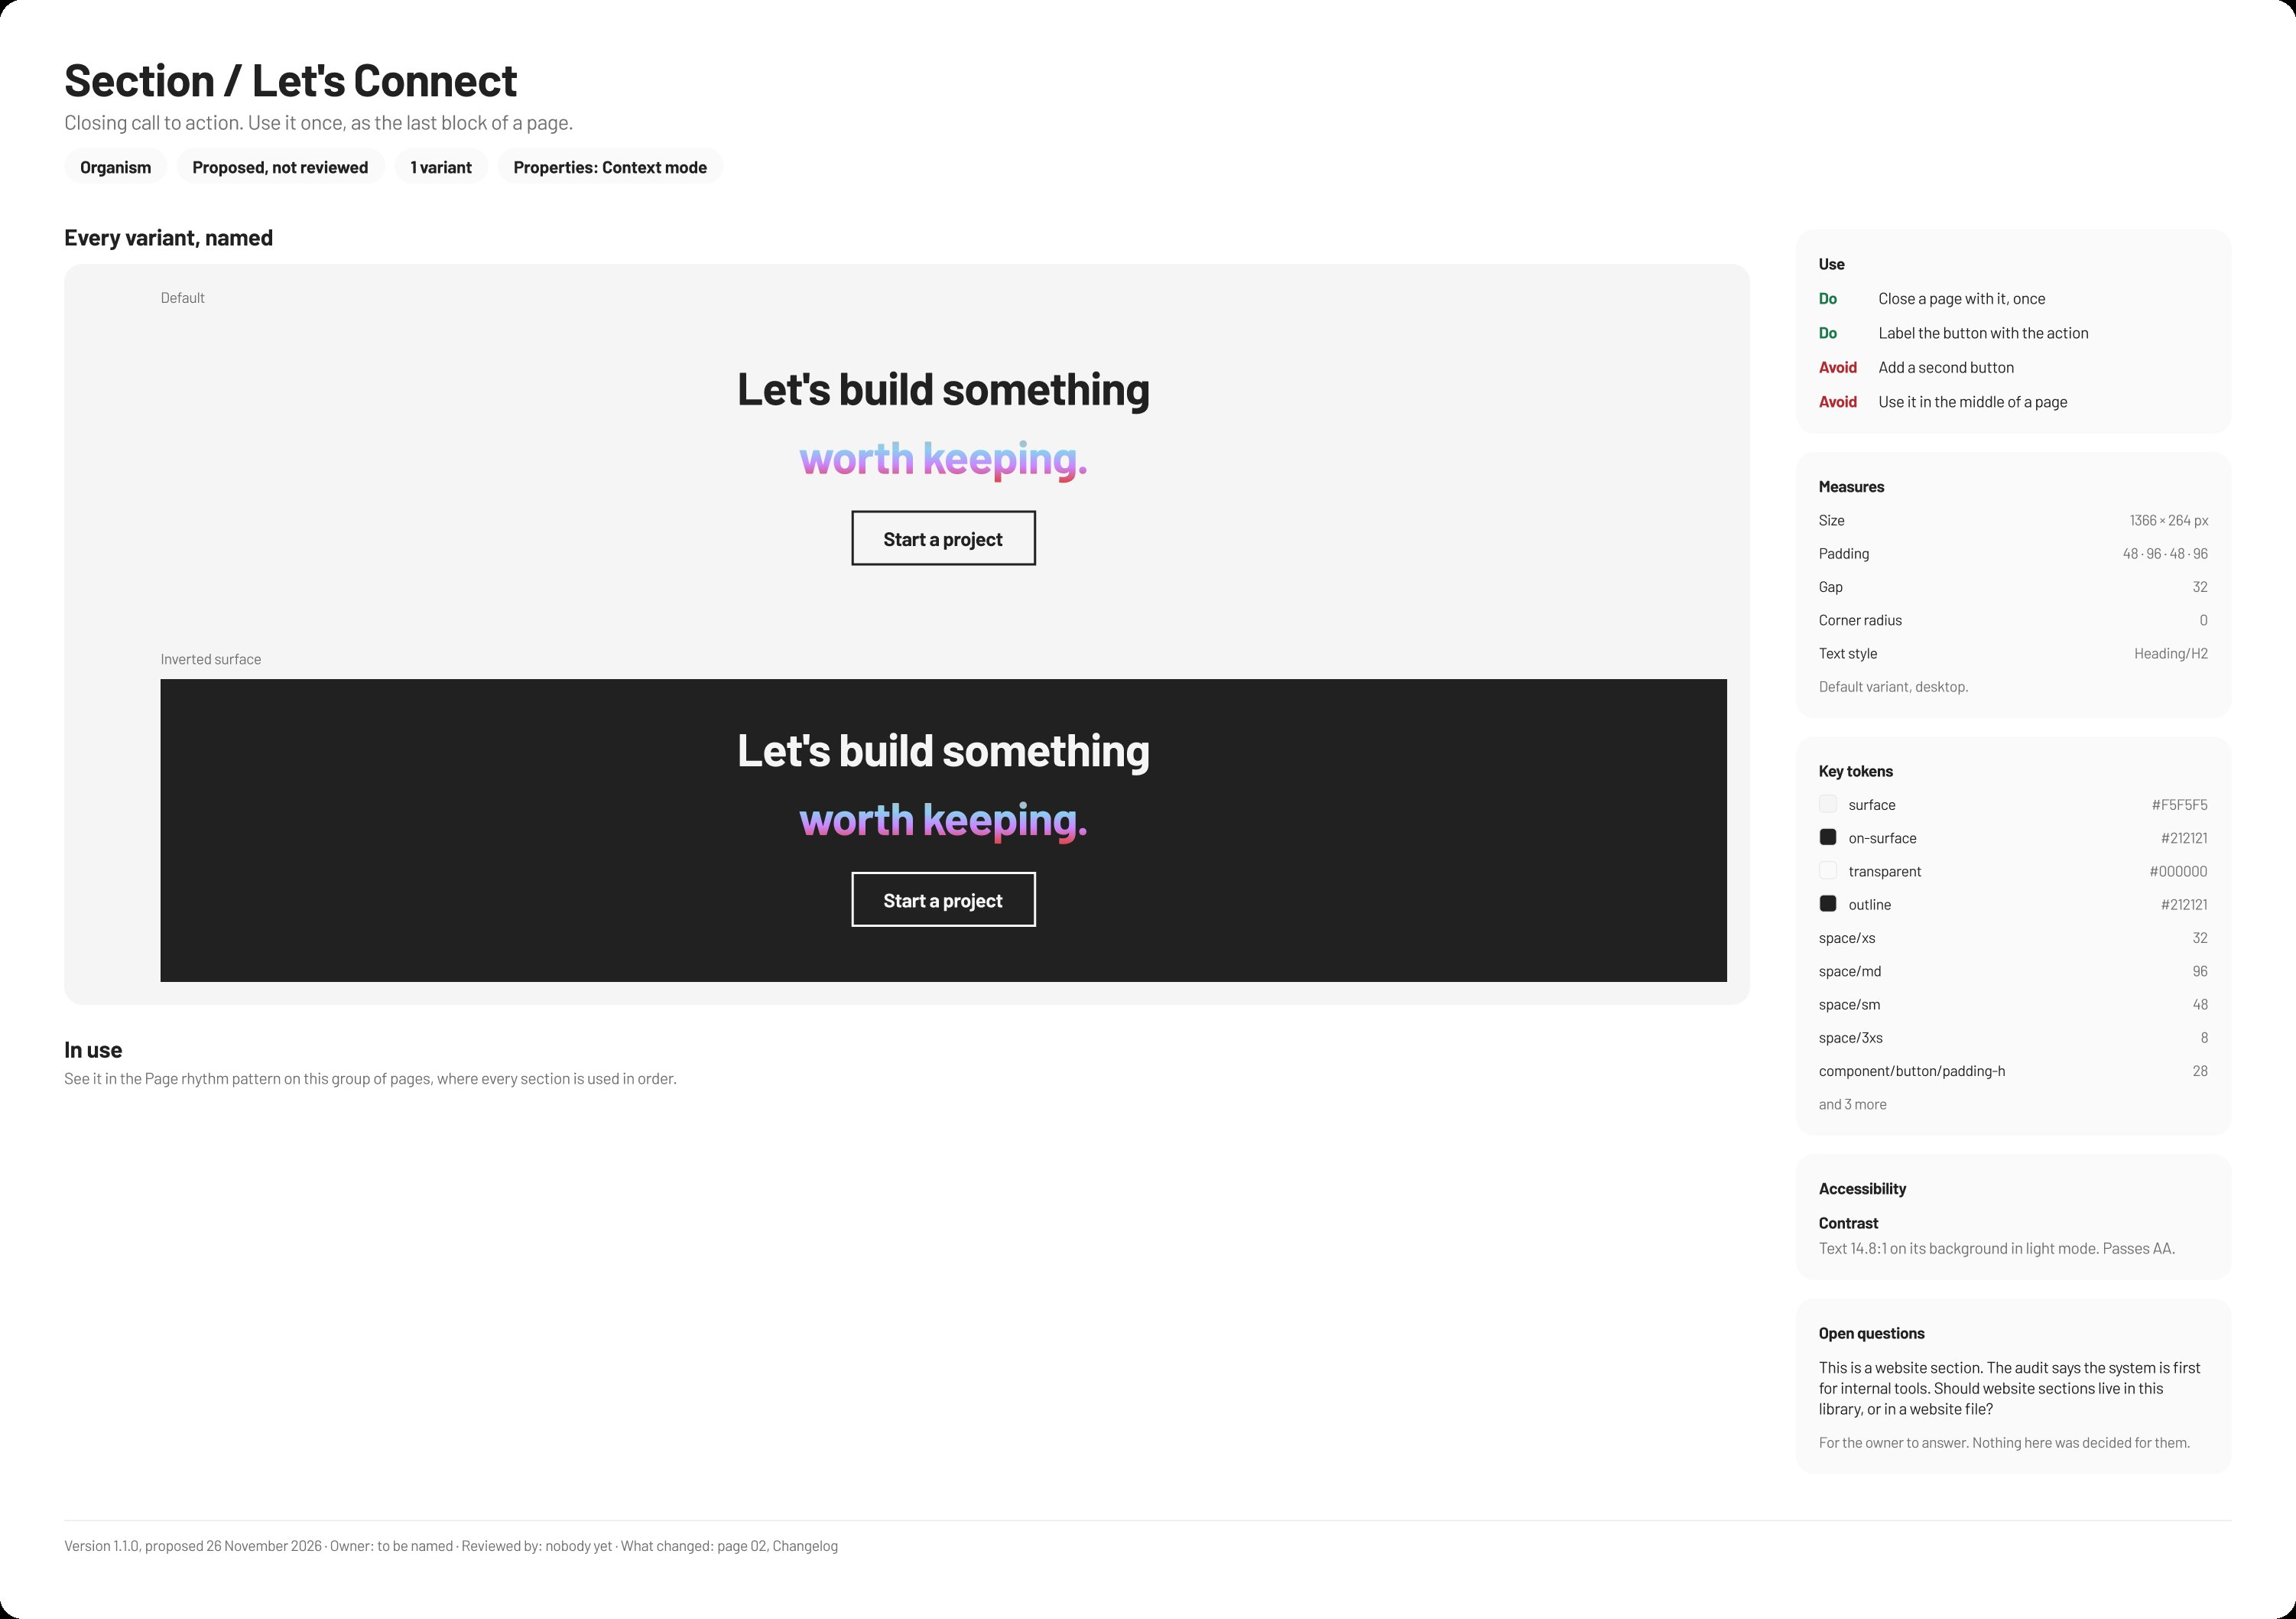 Section / Let's Connect
Closing call to action. Use it once, as the last block of a page.
Organism
Proposed, not reviewed
1 variant
Properties: Context mode
Every variant, named
Default
Let's build something
worth keeping.
Start a project
Inverted surface
Let's build something
worth keeping.
Start a project
In use
See it in the Page rhythm pattern on this group of pages, where every section is used in order.
Use
Do Close a page with it, once
Do Label the button with the action
Avoid Add a second button
Avoid Use it in the middle of a page
Measures
Size 1366 × 264 px
Padding 48 · 96 · 48 · 96
Gap 32
Corner radius 0
Text style Heading/H2
Default variant, desktop.
Key tokens
surface #F5F5F5
on-surface #212121
transparent #000000
outline #212121
space/xs 32
space/md 96
space/sm 48
space/3xs 8
component/button/padding-h 28
and 3 more
Accessibility
Contrast
Text 14.8:1 on its background in light mode. Passes AA.
Open questions
This is a website section. The audit says the system is first
for internal tools. Should website sections live in this
library, or in a website file?
For the owner to answer. Nothing here was decided for them.
Version 1.1.0, proposed 26 November 2026 · Owner: to be named · Reviewed by: nobody yet · What changed: page 02, Changelog